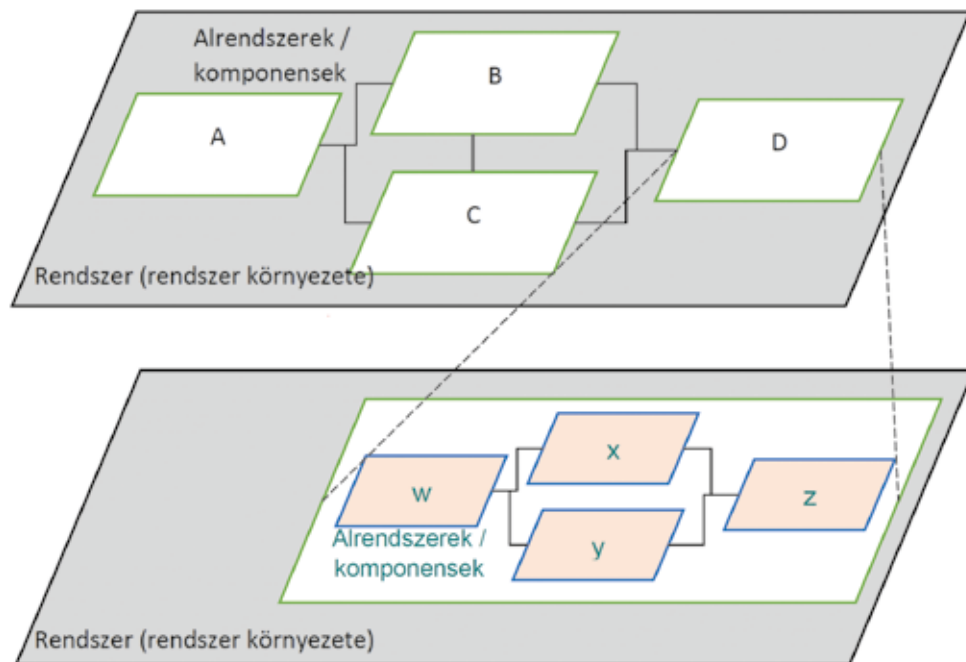 Alrendszerek /
komponensek
B
A
D
C
Rendszer (rendszer környezete)
x
w
z
Alrendszerek /
komponensek
y
Rendszer (rendszer környezete)